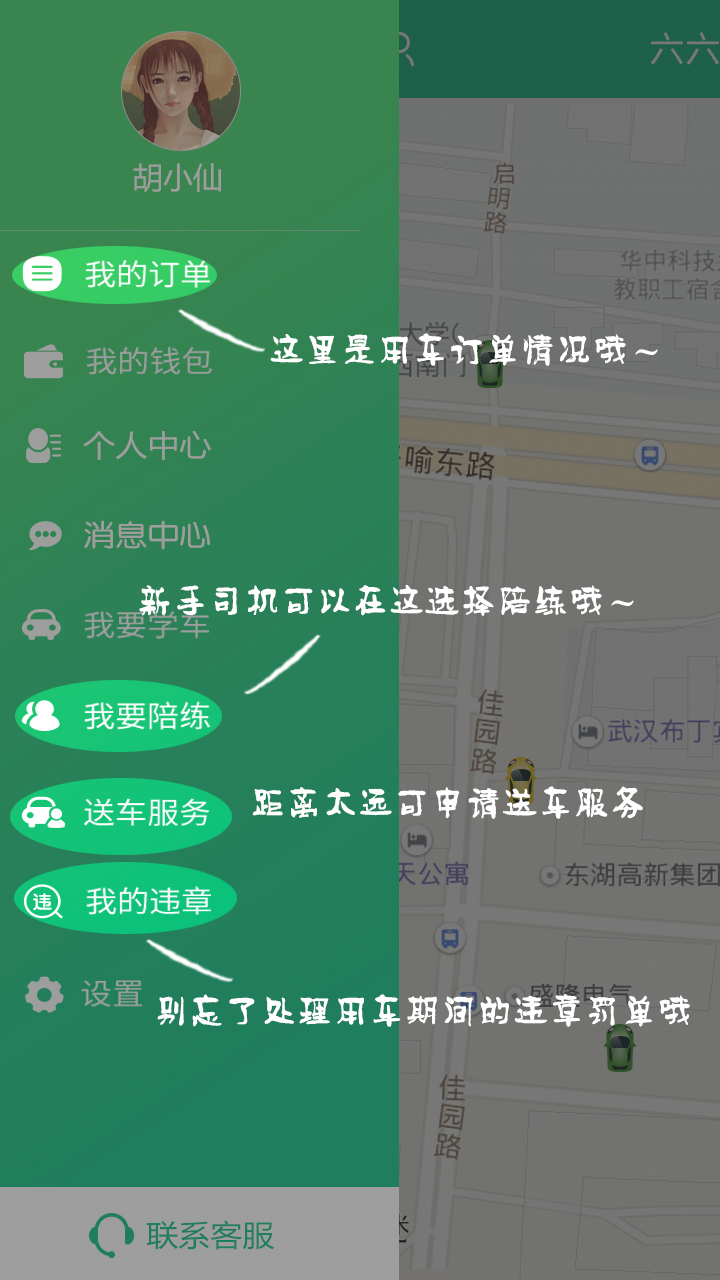 六六
胡小仙
启明路
我的订单
华中科技
教职工宿舍
大学(
西南门
这里是用车订单情况哦~
我的钱包
个人中心
喻东路
消息中心
新手司机可以在这选择陪练哦~
我要学车
佳园路
我要陪练
武汉布丁
送车服务
距离太远可申请送车服务
天公寓
东湖高新集团
我的违章
违
设置
盛隆电气
别忘了处理用车期间的违章罚单哦
佳园路
联系客服